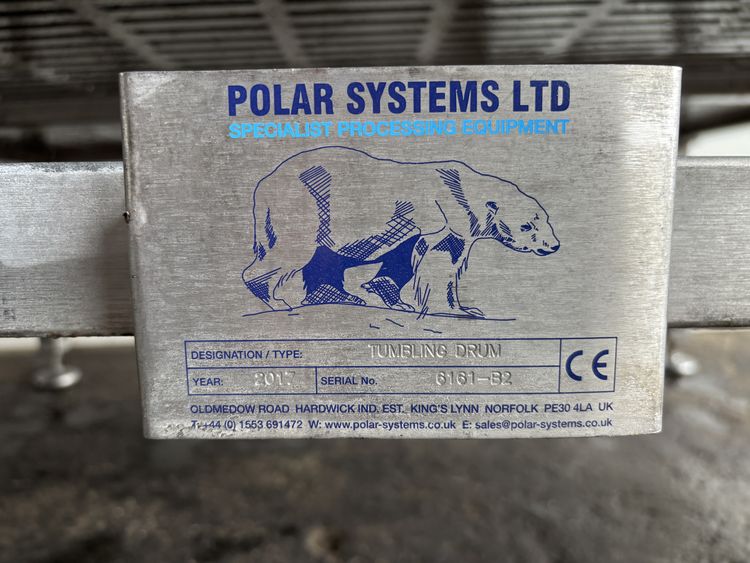 POLAR SYSTEMS LTD
SPECIALIST PROCESSING EQUIPMENT
DESIGNATION / TYPE: TUMBLING DRUM
YEAR: 2017 SERIAL No. 6161-B2
CE
OLDMEDOW ROAD HARDWICK IND. EST. KING'S LYNN NORFOLK PE30 4LA UK
T: +44 (0) 1553 691472 W: www.polar-systems.co.uk E: sales@polar-systems.co.uk